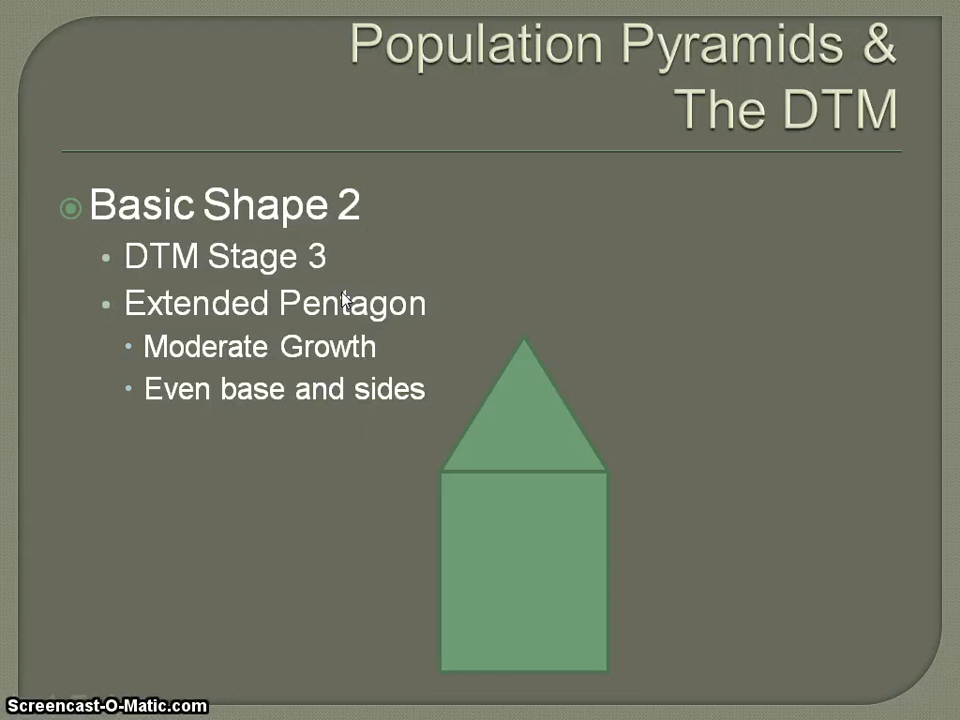 Population Pyramids &
The DTM
Basic Shape 2
DTM Stage 3
Extended Pentagon
Moderate Growth
Even base and sides
Screencast-O-Matic.com